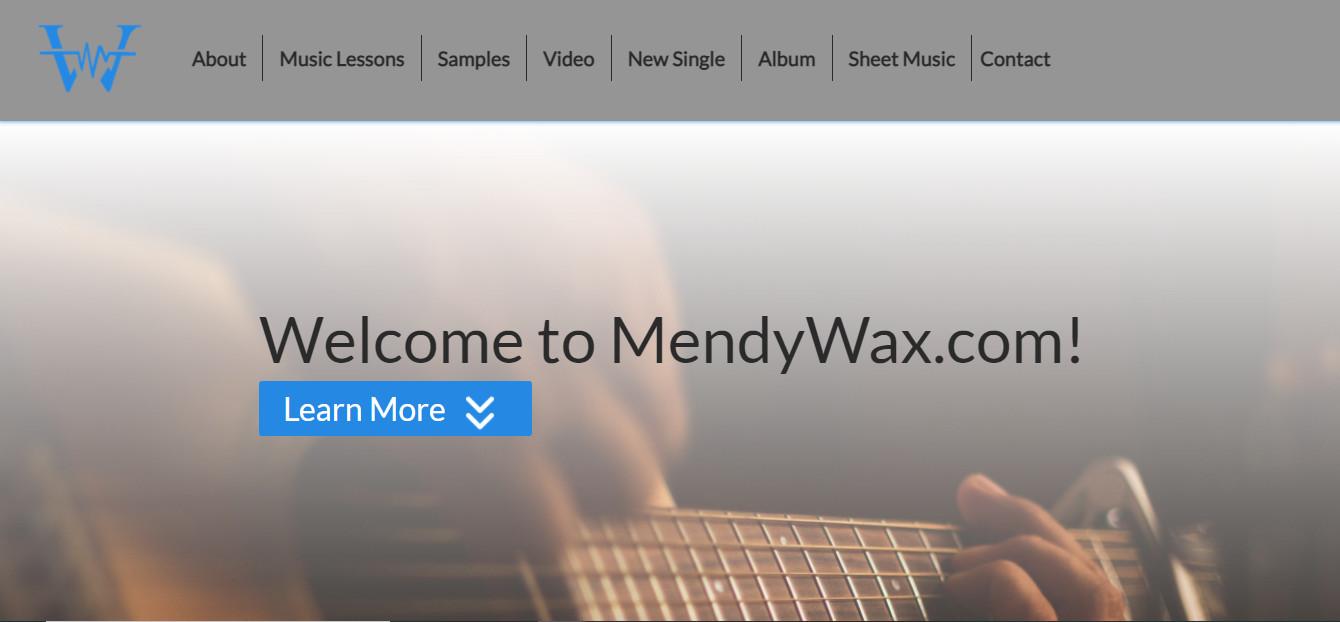 W
About Music Lessons Samples Video New Single Album Sheet Music Contact
Welcome to MendyWax.com!
Learn More